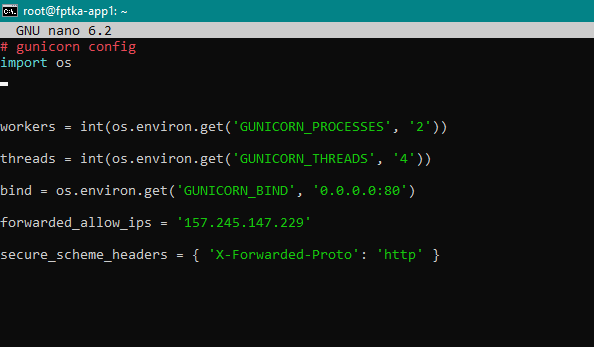 root@fptka-app1: ~
GNU nano 6.2
# gunicorn config
import os
workers = int(os.environ.get('GUNICORN_PROCESSES', '2'))
threads = int(os.environ.get('GUNICORN_THREADS', '4'))
bind = os.environ.get('GUNICORN_BIND', '0.0.0.0:80')
forwarded_allow_ips = '157.245.147.229'
secure_scheme_headers = { 'X-Forwarded-Proto': 'http' }